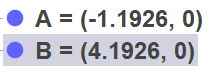 A = (-1.1926, 0)
B = (4.1926, 0)